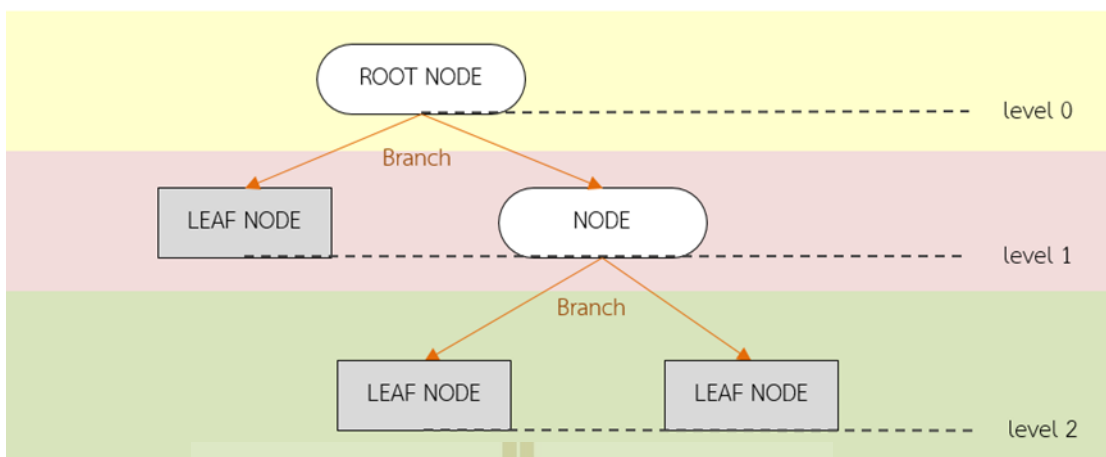 ROOT NODE
level 0
Branch
LEAF NODE
NODE
level 1
Branch
LEAF NODE
LEAF NODE
level 2